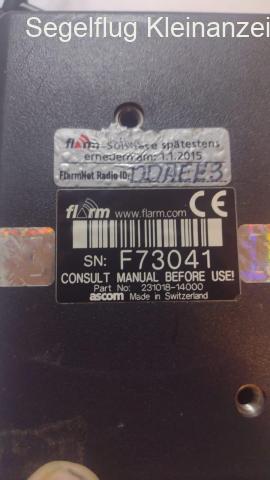 Segelflug Kleinanzei
flarm Software spätestens
erneuern am: 1.1.2015
FlarmNet Radio ID: DDAEE3
flarm www.flarm.com CE
SN: F73041
CONSULT MANUAL BEFORE USE!
Part No: 231018-14000
ascom Made in Switzerland